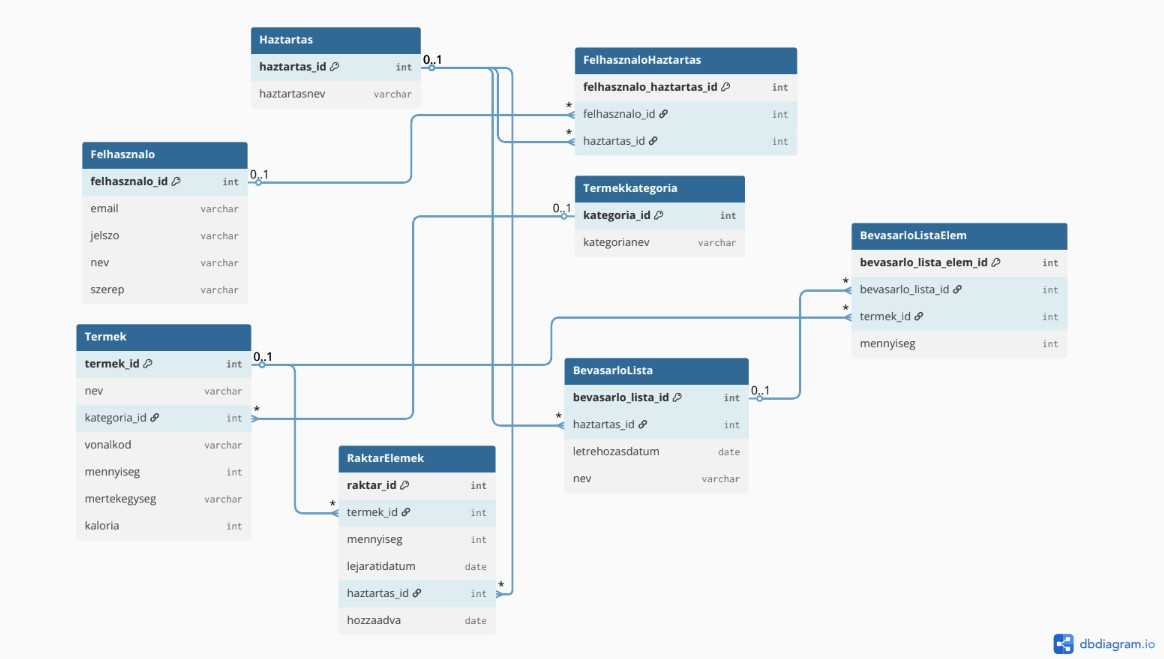 Haztartas
haztartas_id int
haztartasnev varchar
0..1
FelhasznaloHaztartas
felhasznalo_haztartas_id int
* felhasznalo_id int
* haztartas_id int
Felhasznalo
felhasznalo_id int
email varchar
jelszo varchar
nev varchar
szerep varchar
0..1
Termekkategoria
0..1 kategoria_id int
kategorianev varchar
BevasarloListaElem
bevasarlo_lista_elem_id int
* bevasarlo_lista_id int
* termek_id int
mennyiseg int
Termek
termek_id int
nev varchar
kategoria_id int
vonalkod varchar
mennyiseg int
mertekegyseg varchar
kaloria int
0..1
*
BevasarloLista
bevasarlo_lista_id int
* haztartas_id int
letrehozasdatum date
nev varchar
0..1
RaktarElemek
raktar_id int
* termek_id int
mennyiseg int
lejaratidatum date
haztartas_id int *
hozzaadva date
dbdiagram.io